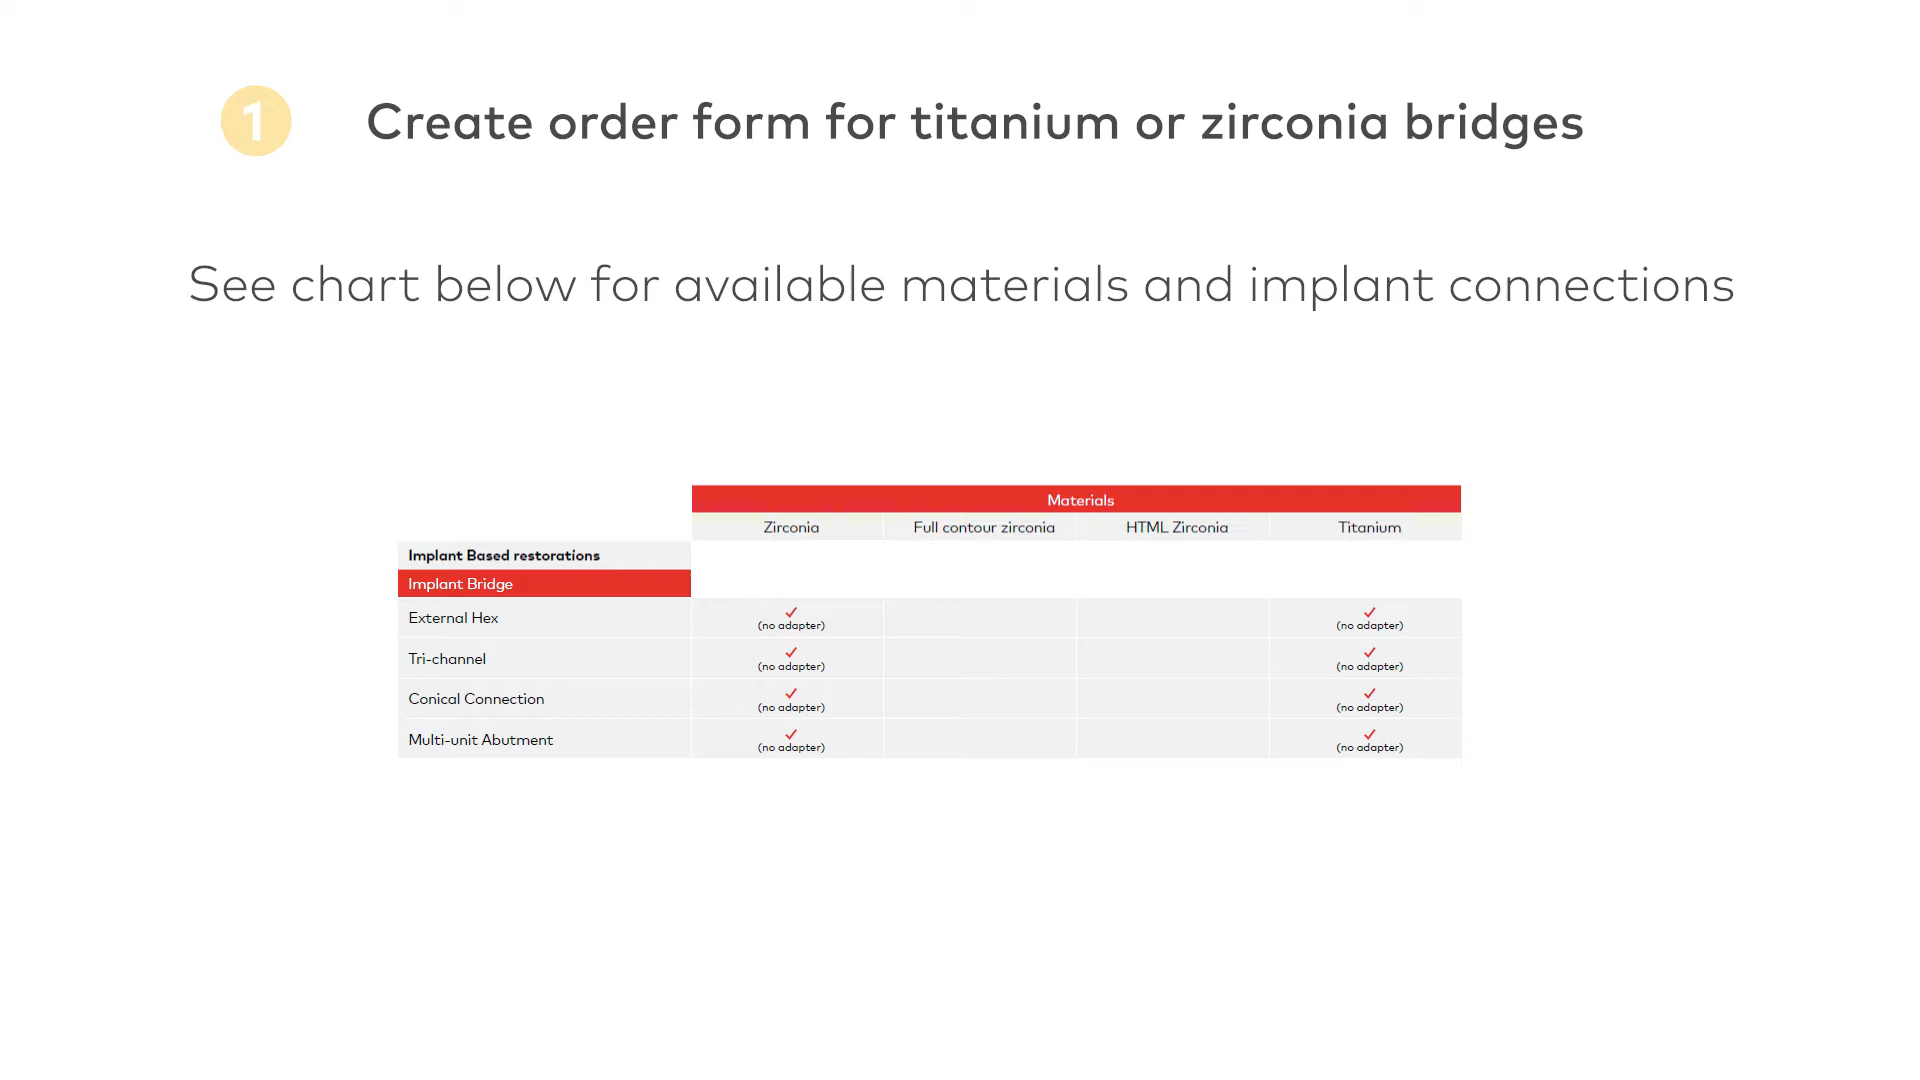 1 Create order form for titanium or zirconia bridges
See chart below for available materials and implant connections
Materials
Zirconia Full contour zirconia HTML Zirconia Titanium
Implant Based restorations
Implant Bridge
External Hex ✓ (no adapter) ✓ (no adapter)
Tri-channel ✓ (no adapter) ✓ (no adapter)
Conical Connection ✓ (no adapter) ✓ (no adapter)
Multi-unit Abutment ✓ (no adapter) ✓ (no adapter)